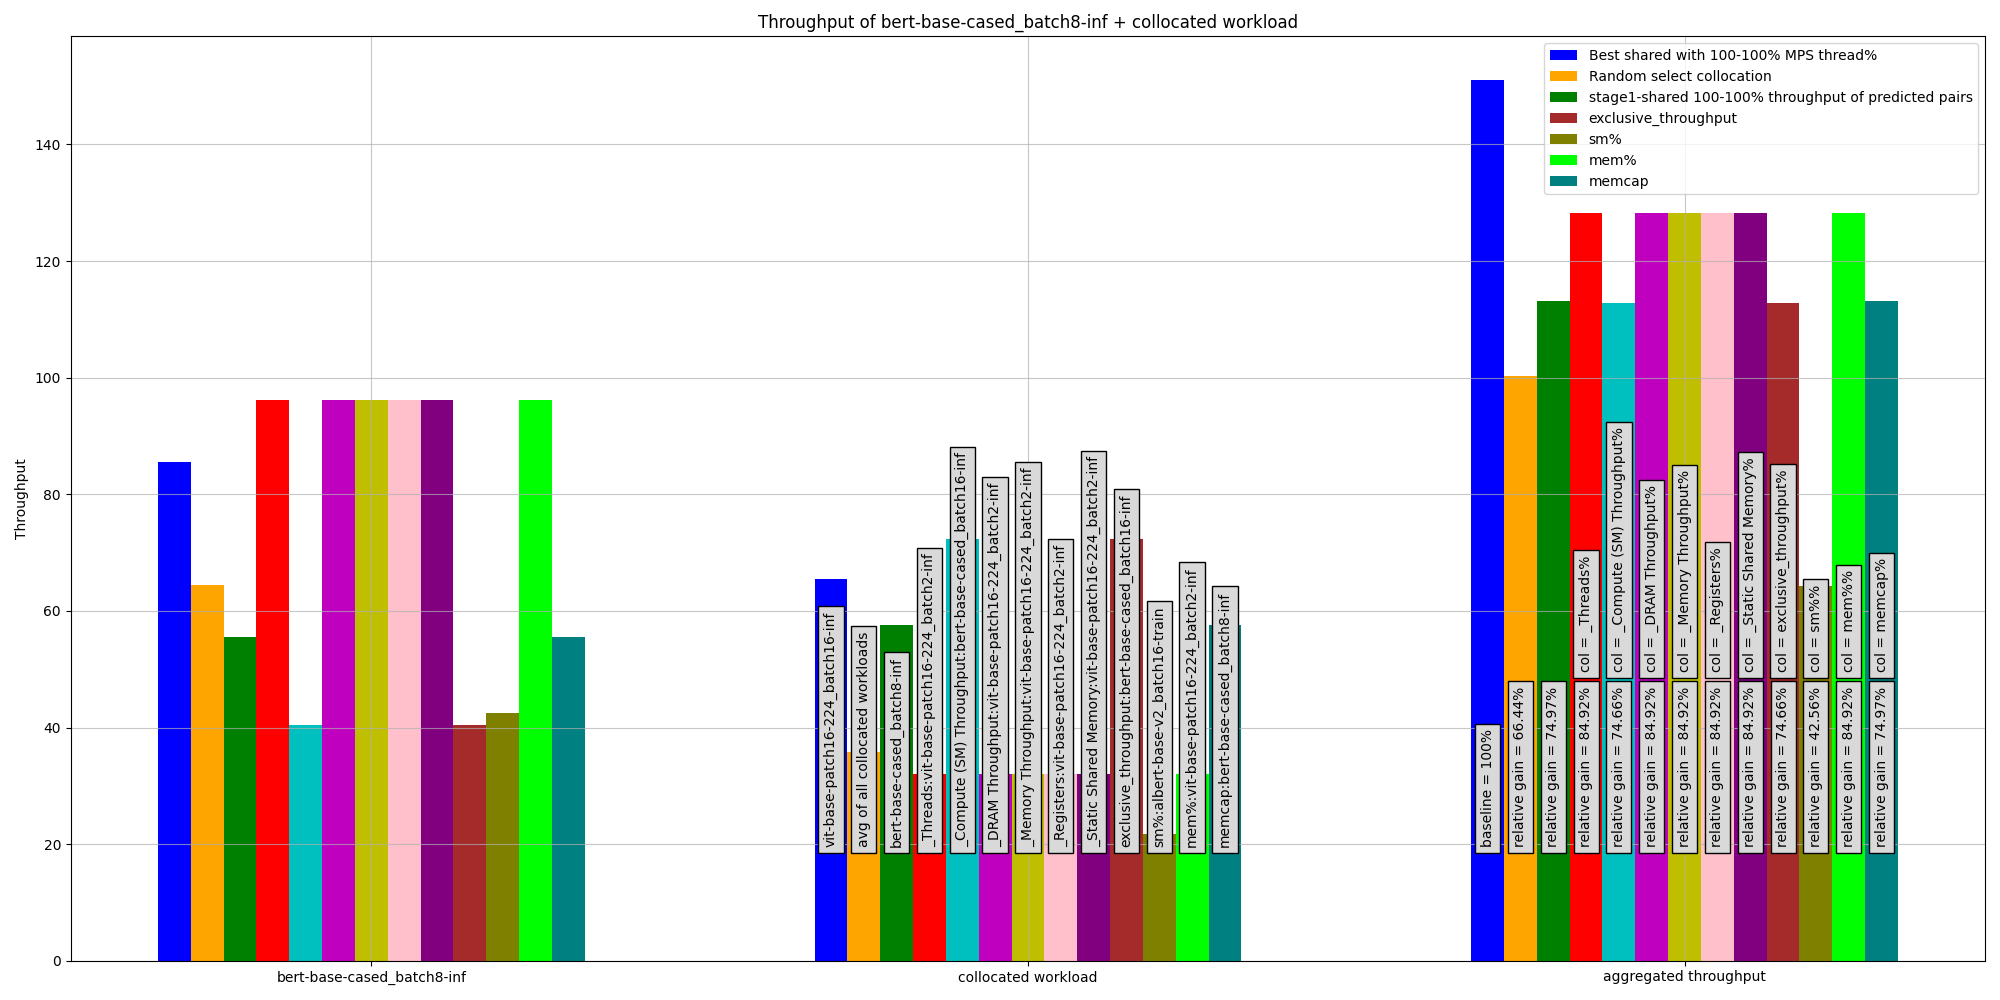 Throughput of bert-base-cased_batch8-inf + collocated workload
Best shared with 100-100% MPS thread%
Random select collocation
stage1-shared 100-100% throughput of predicted pairs
exclusive_throughput
sm%
mem%
memcap
Throughput
140
120
100
80
60
40
20
0
vit-base-patch16-224_batch16-inf
avg of all collocated workloads
bert-base-cased_batch8-inf
_Threads:vit-base-patch16-224_batch2-inf
_Compute (SM) Throughput:bert-base-cased_batch16-inf
_DRAM Throughput:vit-base-patch16-224_batch2-inf
_Memory Throughput:vit-base-patch16-224_batch2-inf
_Registers:vit-base-patch16-224_batch2-inf
_Static Shared Memory:vit-base-patch16-224_batch2-inf
exclusive_throughput:bert-base-cased_batch16-inf
sm%:albert-base-v2_batch16-train
mem%:vit-base-patch16-224_batch2-inf
memcap:bert-base-cased_batch8-inf
baseline = 100%
relative gain = 66.44%
relative gain = 74.97%
relative gain = 84.92%
col = _Threads%
relative gain = 74.66%
col = _Compute (SM) Throughput%
relative gain = 84.92%
col = _DRAM Throughput%
relative gain = 84.92%
col = _Memory Throughput%
relative gain = 84.92%
col = _Registers%
relative gain = 84.92%
col = _Static Shared Memory%
relative gain = 74.66%
col = exclusive_throughput%
relative gain = 42.56%
col = sm%%
relative gain = 84.92%
col = mem%%
relative gain = 74.97%
col = memcap%
bert-base-cased_batch8-inf
collocated workload
aggregated throughput